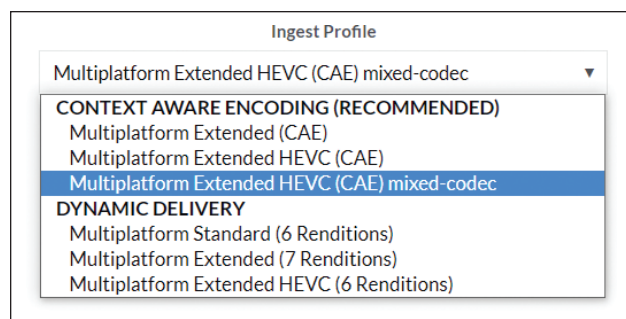 Ingest Profile
Multiplatform Extended HEVC (CAE) mixed-codec
CONTEXT AWARE ENCODING (RECOMMENDED)
Multiplatform Extended (CAE)
Multiplatform Extended HEVC (CAE)
Multiplatform Extended HEVC (CAE) mixed-codec
DYNAMIC DELIVERY
Multiplatform Standard (6 Renditions)
Multiplatform Extended (7 Renditions)
Multiplatform Extended HEVC (6 Renditions)